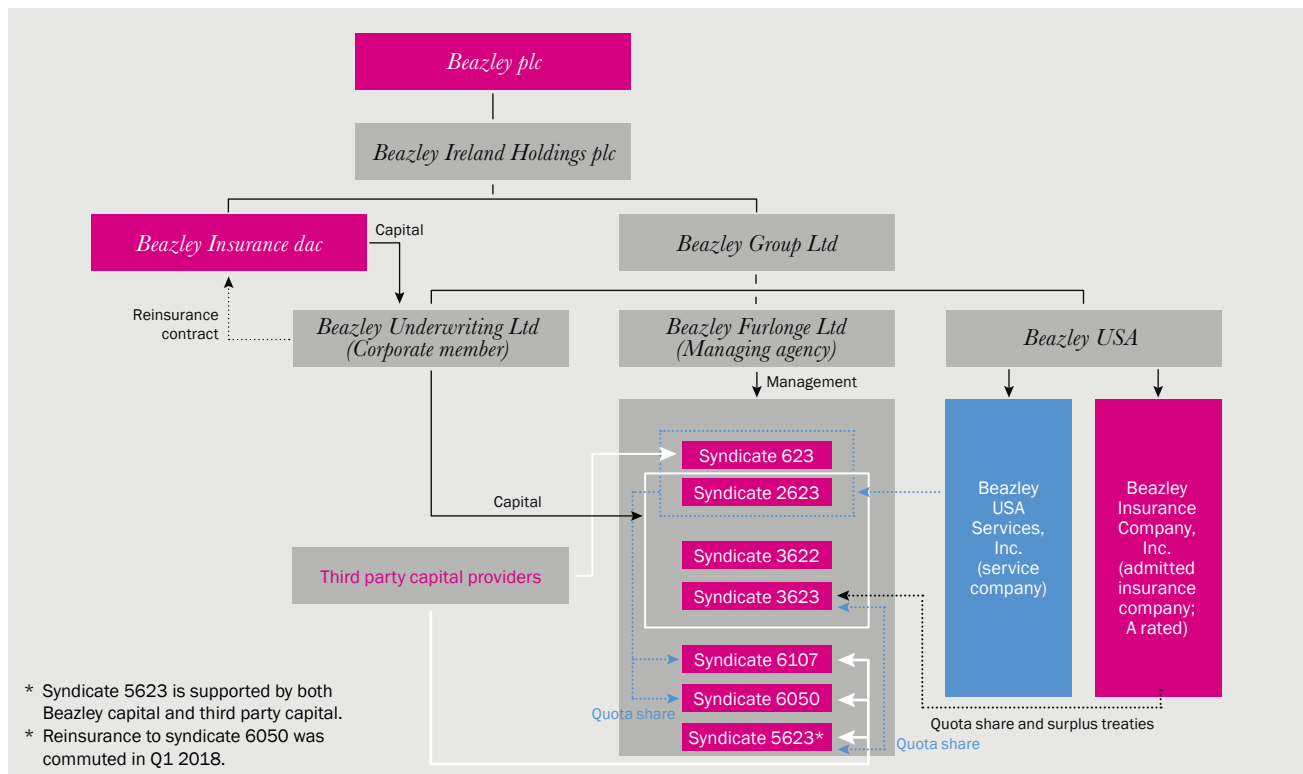 Beazley plc
Beazley Ireland Holdings plc
Beazley Insurance dac
Capital
Beazley Group Ltd
Reinsurance
contract
Beazley Underwriting Ltd
(Corporate member)
Beazley Furlonge Ltd
(Managing agency)
Beazley USA
Management
Syndicate 623
Syndicate 2623
Capital
Syndicate 3622
Syndicate 3623
Third party capital providers
Beazley
USA
Services,
Inc.
(service
company)
Beazley
Insurance
Company,
Inc.
(admitted
insurance
company;
A rated)
Syndicate 6107
Syndicate 6050
Quota share
Syndicate 5623*
Quota share and surplus treaties
Quota share
* Syndicate 5623 is supported by both
Beazley capital and third party capital.
* Reinsurance to syndicate 6050 was
commuted in Q1 2018.